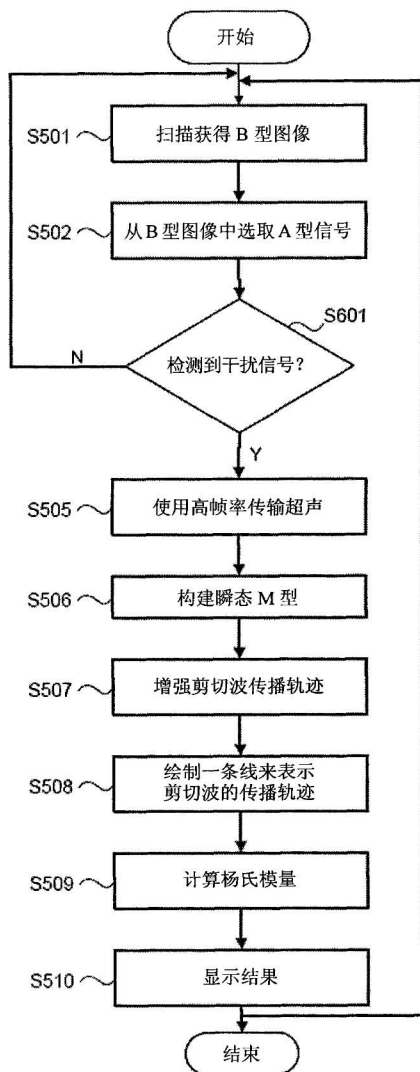 开始
S501
扫描获得 B 型图像
S502
从 B 型图像中选取 A 型信号
S601
检测到干扰信号?
N
Y
S505
使用高帧率传输超声
S506
构建瞬态 M 型
S507
增强剪切波传播轨迹
S508
绘制一条线来表示
剪切波的传播轨迹
S509
计算杨氏模量
S510
显示结果
结束